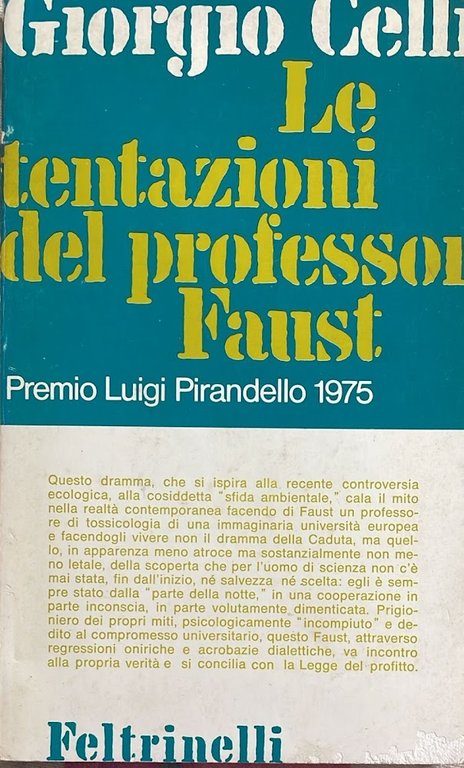 Giorgio Celli
Le
tentazioni
del professor
Faust
Premio Luigi Pirandello 1975
Questo dramma, che si ispira alla recente controversia
ecologica, alla cosiddetta "sfida ambientale," cala il mito
nella realtà contemporanea facendo di Faust un professo-
re di tossicologia di una immaginaria università europea
e facendogli vivere non il dramma della Caduta, ma quel-
lo, in apparenza meno atroce ma sostanzialmente non me-
no letale, della scoperta che per l'uomo di scienza non c'è
mai stata, fin dall'inizio, né salvezza né scelta: egli è sem-
pre stato dalla "parte della notte," in una cooperazione in
parte inconscia, in parte volutamente dimenticata. Prigio-
niero dei propri miti, psicologicamente "incompiuto" e de-
dito al compromesso universitario, questo Faust, attraverso
regressioni oniriche e acrobazie dialettiche, va incontro
alla propria verità e si concilia con la Legge del profitto.
Feltrinelli